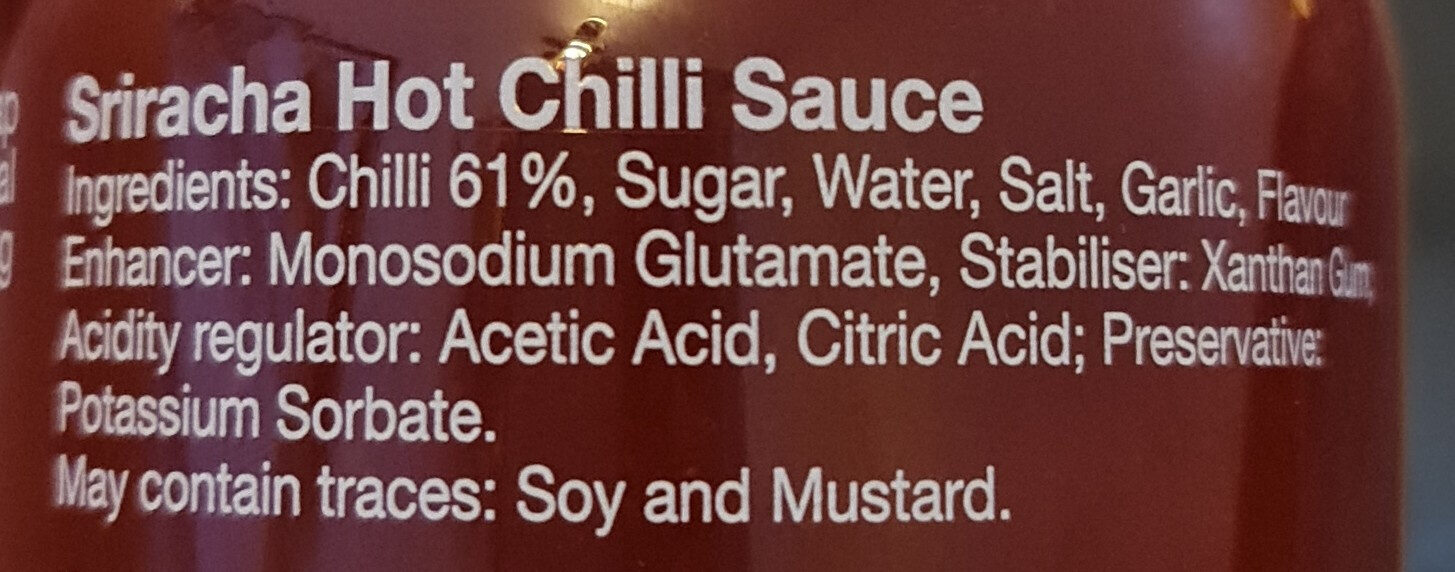 Sriracha Hot Chilli Sauce
Ingredients: Chilli 61%, Sugar, Water, Salt, Garlic, Flavour
Enhancer: Monosodium Glutamate, Stabiliser: Xanthan Gum;
Acidity regulator: Acetic Acid, Citric Acid; Preservative:
Potassium Sorbate.
May contain traces: Soy and Mustard.